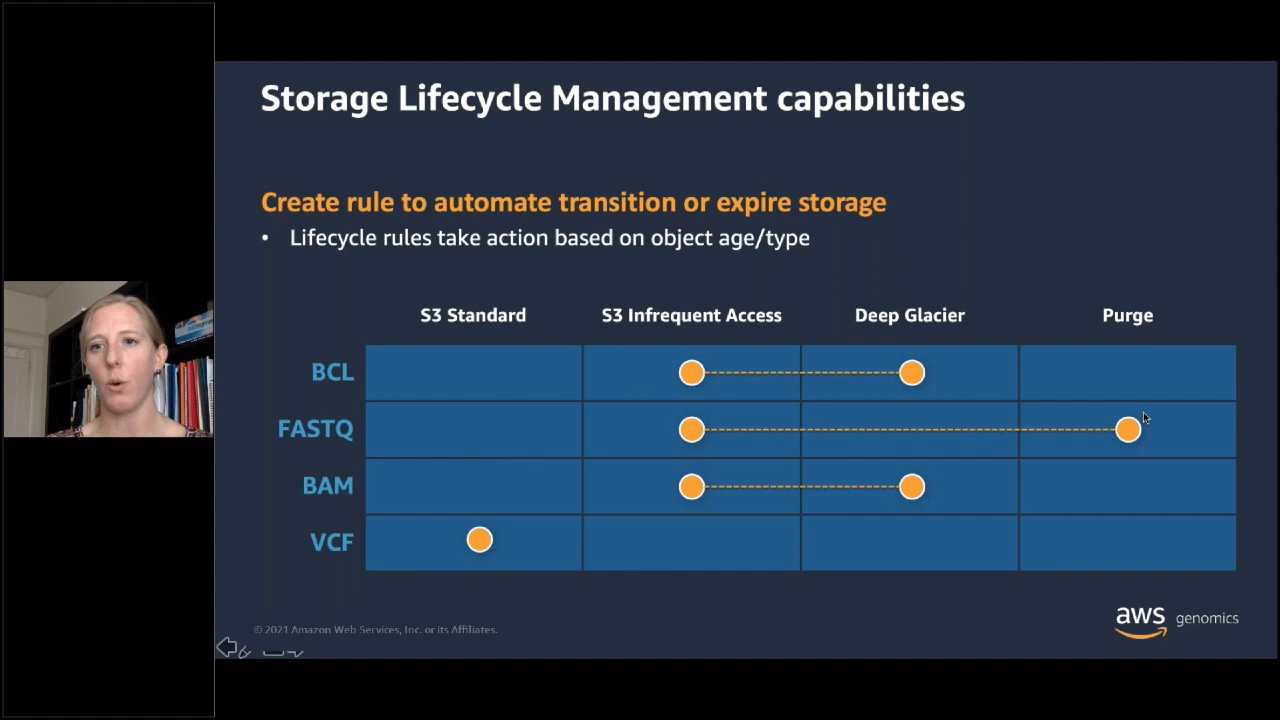 Storage Lifecycle Management capabilities
Create rule to automate transition or expire storage
• Lifecycle rules take action based on object age/type
S3 Standard S3 Infrequent Access Deep Glacier Purge
BCL
FASTQ
BAM
VCF
© 2021 Amazon Web Services, Inc. or its Affiliates.
aws genomics